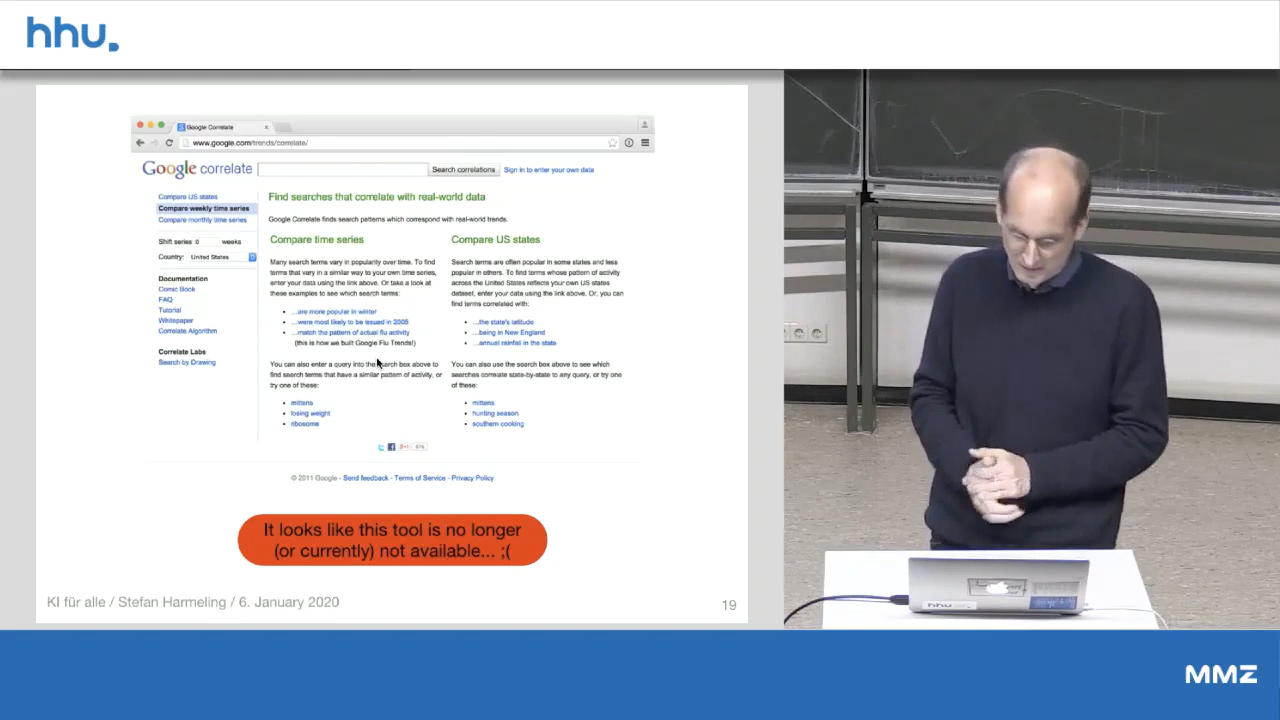 hhu.
Google Correlate
www.google.com/trends/correlate/
Google correlate
Search correlations
Sign in to enter your own data
Compare US states
Compare weekly time series
Compare monthly time series
Shift series 0 weeks
Country: United States
Documentation
Comic Book
FAQ
Tutorial
Whitepaper
Correlate Algorithm
Correlate Labs
Search by Drawing
Find searches that correlate with real-world data
Google Correlate finds search patterns which correspond with real-world trends.
Compare time series
Many search terms vary in popularity over time. To find
terms that vary in a similar way to your own time series,
enter your data using the link above. Or take a look at
these examples to see which search terms:
...are more popular in winter
...were most likely to be issued in 2005
...match the pattern of actual flu activity
(this is how we built Google Flu Trends!)
You can also enter a query into the search box above to
find search terms that have a similar pattern of activity, or
try one of these:
mittens
losing weight
ribosome
Compare US states
Search terms are often popular in some states and less
popular in others. To find terms whose pattern of activity
across the United States reflects your own US states
dataset, enter your data using the link above. Or, you can
find terms correlated with:
...the state's latitude
...being in New England
...annual rainfall in the state
You can also use the search box above to see which
searches correlate state-by-state to any query, or try one
of these:
mittens
hunting season
southern cooking
© 2011 Google - Send feedback - Terms of Service - Privacy Policy
It looks like this tool is no longer
(or currently) not available... ;(
KI für alle / Stefan Harmeling / 6. January 2020
19
hhu
MMZ